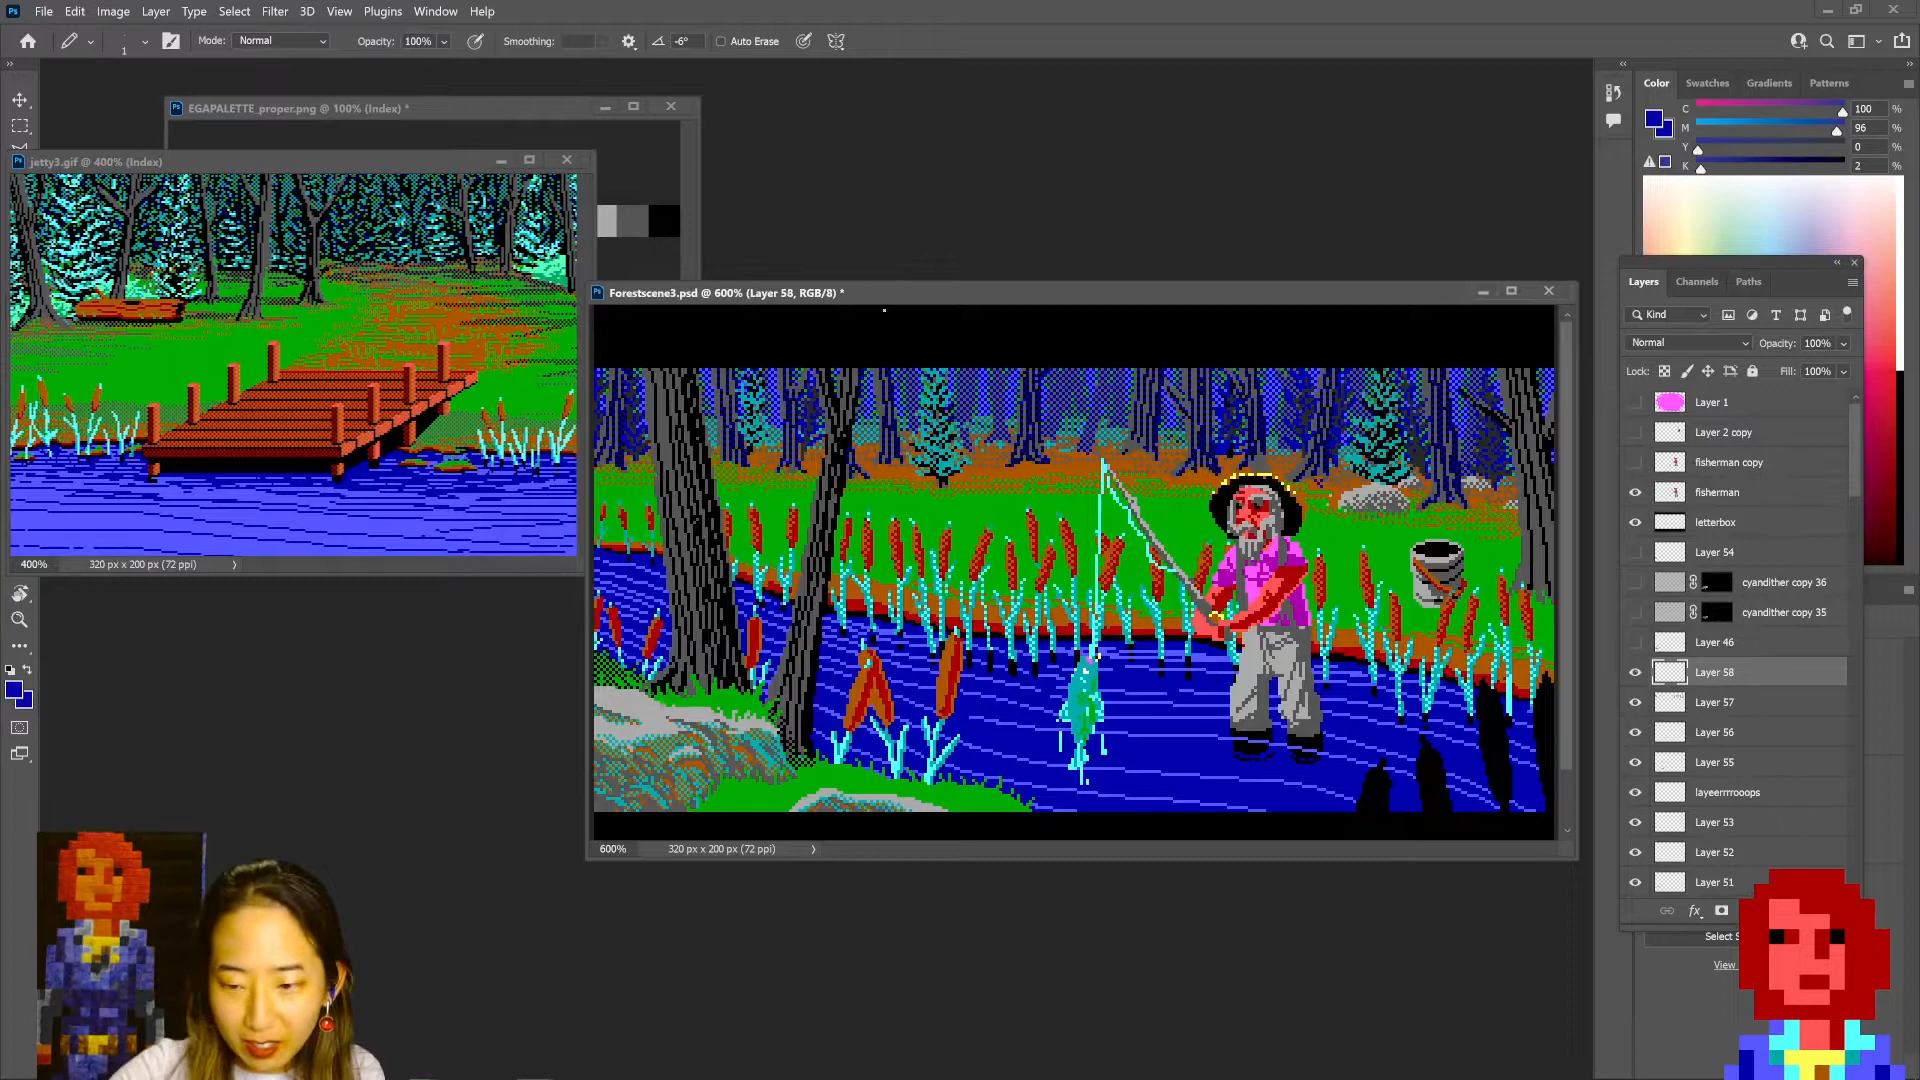 Ps File Edit Image Layer Type Select Filter 3D View Plugins Window Help
1 Mode: Normal Opacity: 100% Smoothing: -6° Auto Erase
EGAPALETTE_proper.png @ 100% (Index) *
jetty3.gif @ 400% (Index)
400% 320 px x 200 px (72 ppi)
Forestscene3.psd @ 600% (Layer 58, RGB/8) *
600% 320 px x 200 px (72 ppi)
Color Swatches Gradients Patterns
C 100 %
M 96 %
Y 0 %
K 2 %
Layers Channels Paths
Kind
Normal Opacity: 100%
Lock: Fill: 100%
Layer 1
Layer 2 copy
fisherman copy
fisherman
letterbox
Layer 54
cyandither copy 36
cyandither copy 35
Layer 46
Layer 58
Layer 57
Layer 56
Layer 55
layeerrrrooops
Layer 53
Layer 52
Layer 51
fx
Select S
View